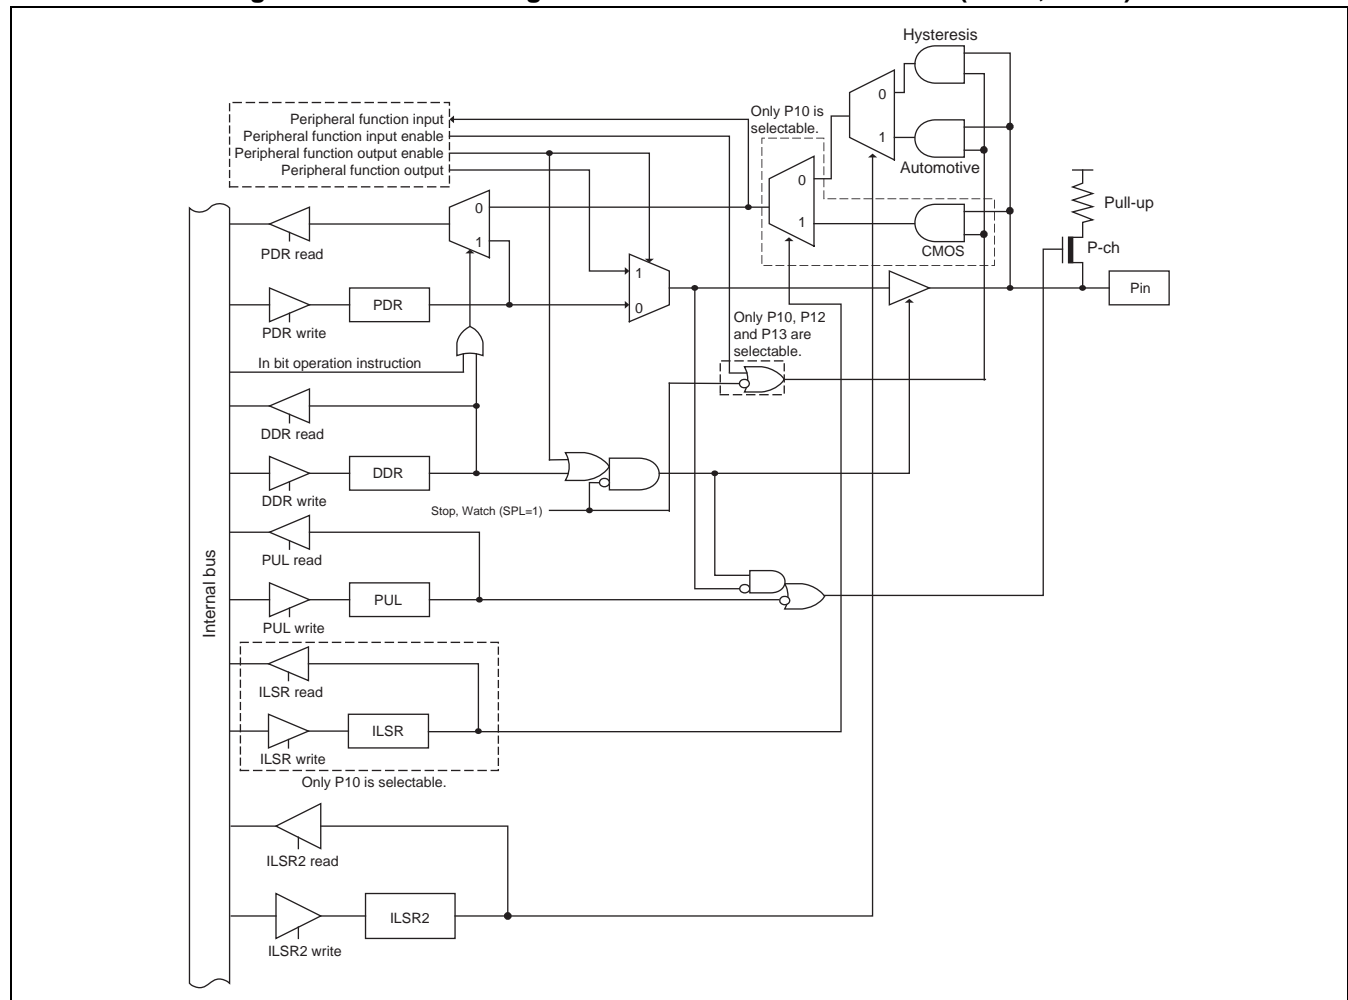 Hysteresis
0
Only P10 is
selectable.
1
Automotive
Peripheral function input
Peripheral function input enable
Peripheral function output enable
Peripheral function output
0
1
CMOS
Pull-up
P-ch
Pin
0
1
PDR read
1
0
PDR
PDR write
Only P10, P12
and P13 are
selectable.
In bit operation instruction
DDR read
DDR
DDR write
Stop, Watch (SPL=1)
PUL read
Internal bus
PUL
PUL write
ILSR read
ILSR
ILSR write
Only P10 is selectable.
ILSR2 read
ILSR2
ILSR2 write